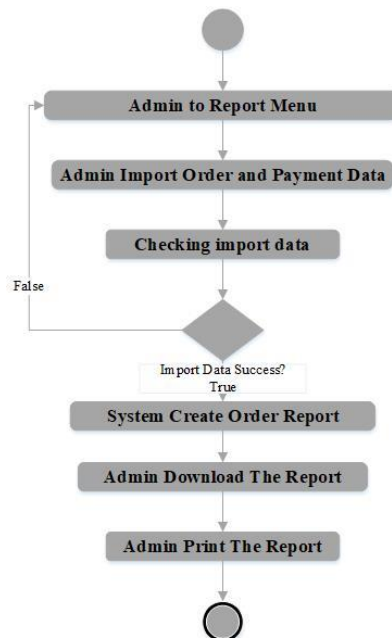 Admin to Report Menu
Admin Import Order and Payment Data
Checking import data
False
Import Data Success?
True
System Create Order Report
Admin Download The Report
Admin Print The Report